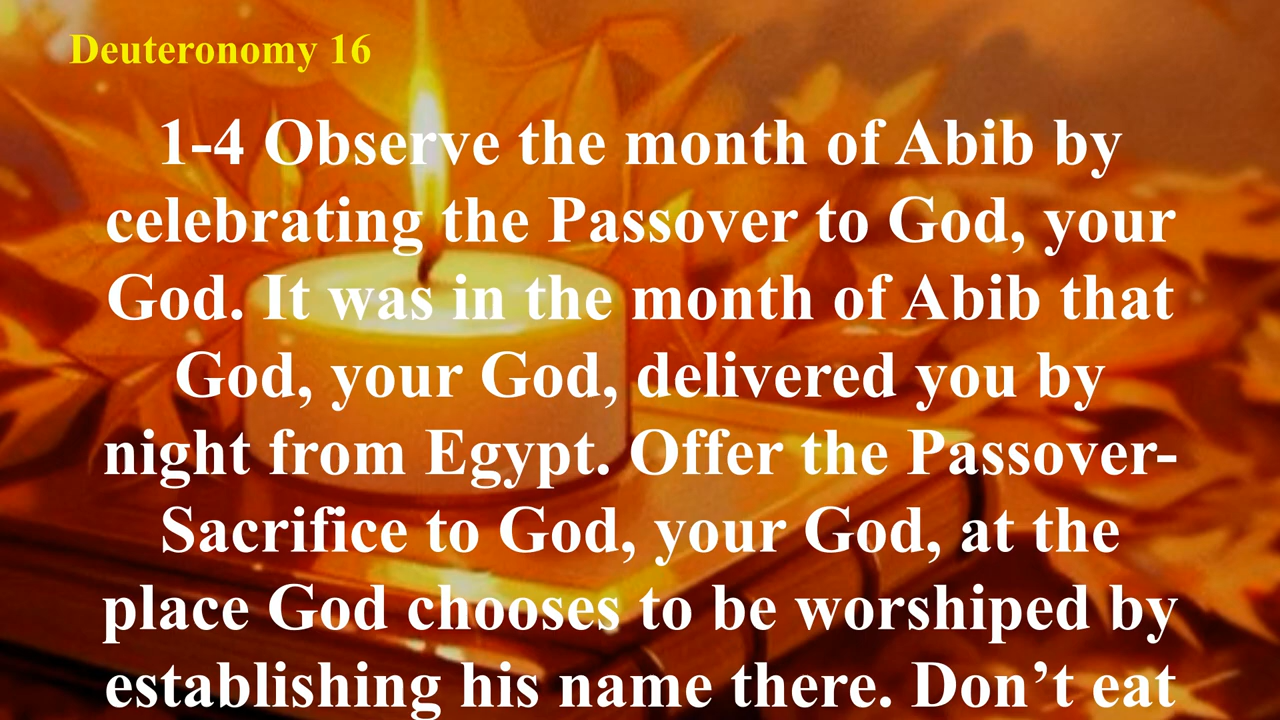 Deuteronomy 16
1-4 Observe the month of Abib by
celebrating the Passover to God, your
God. It was in the month of Abib that
God, your God, delivered you by
night from Egypt. Offer the Passover-
Sacrifice to God, your God, at the
place God chooses to be worshiped by
establishing his name there. Don’t eat